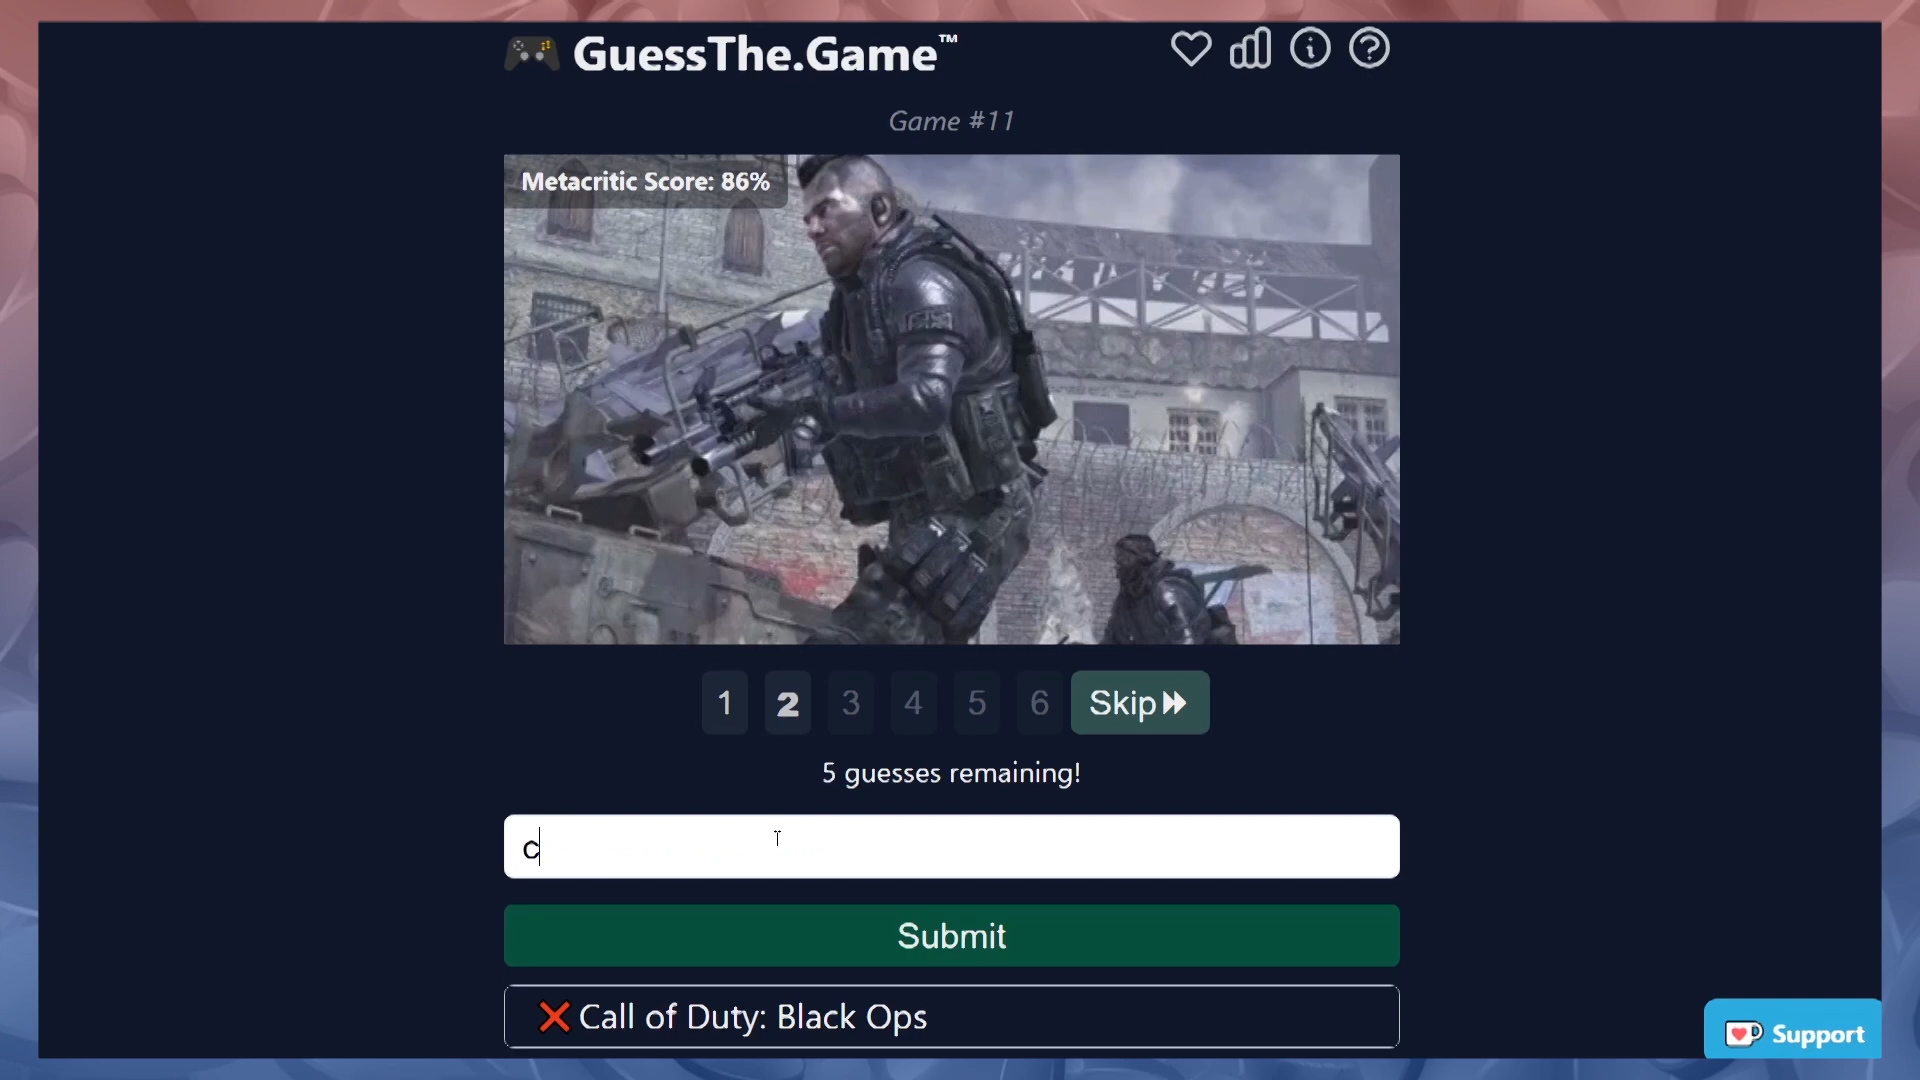 GuessThe.Game™
Game #11
Metacritic Score: 86%
1 2 3 4 5 6 Skip
5 guesses remaining!
c
Submit
Call of Duty: Black Ops
Support